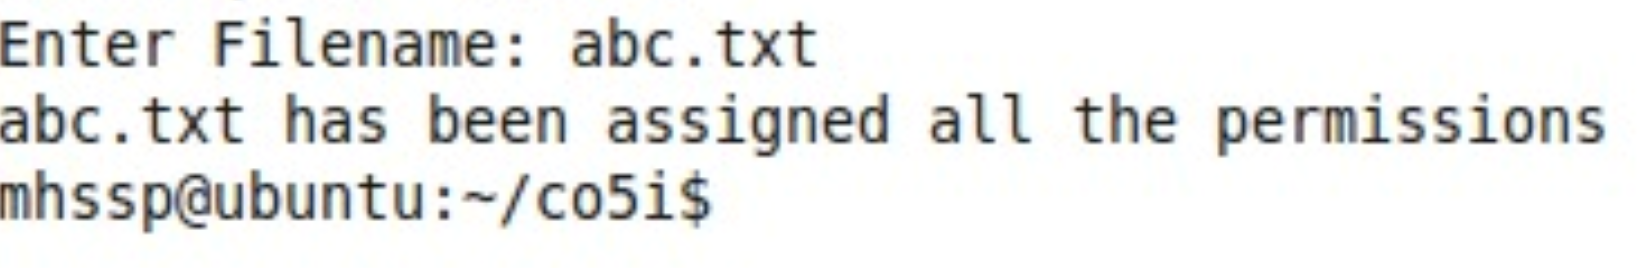 Enter Filename: abc.txt
abc.txt has been assigned all the permissions
mhssp@ubuntu:~/co5i$